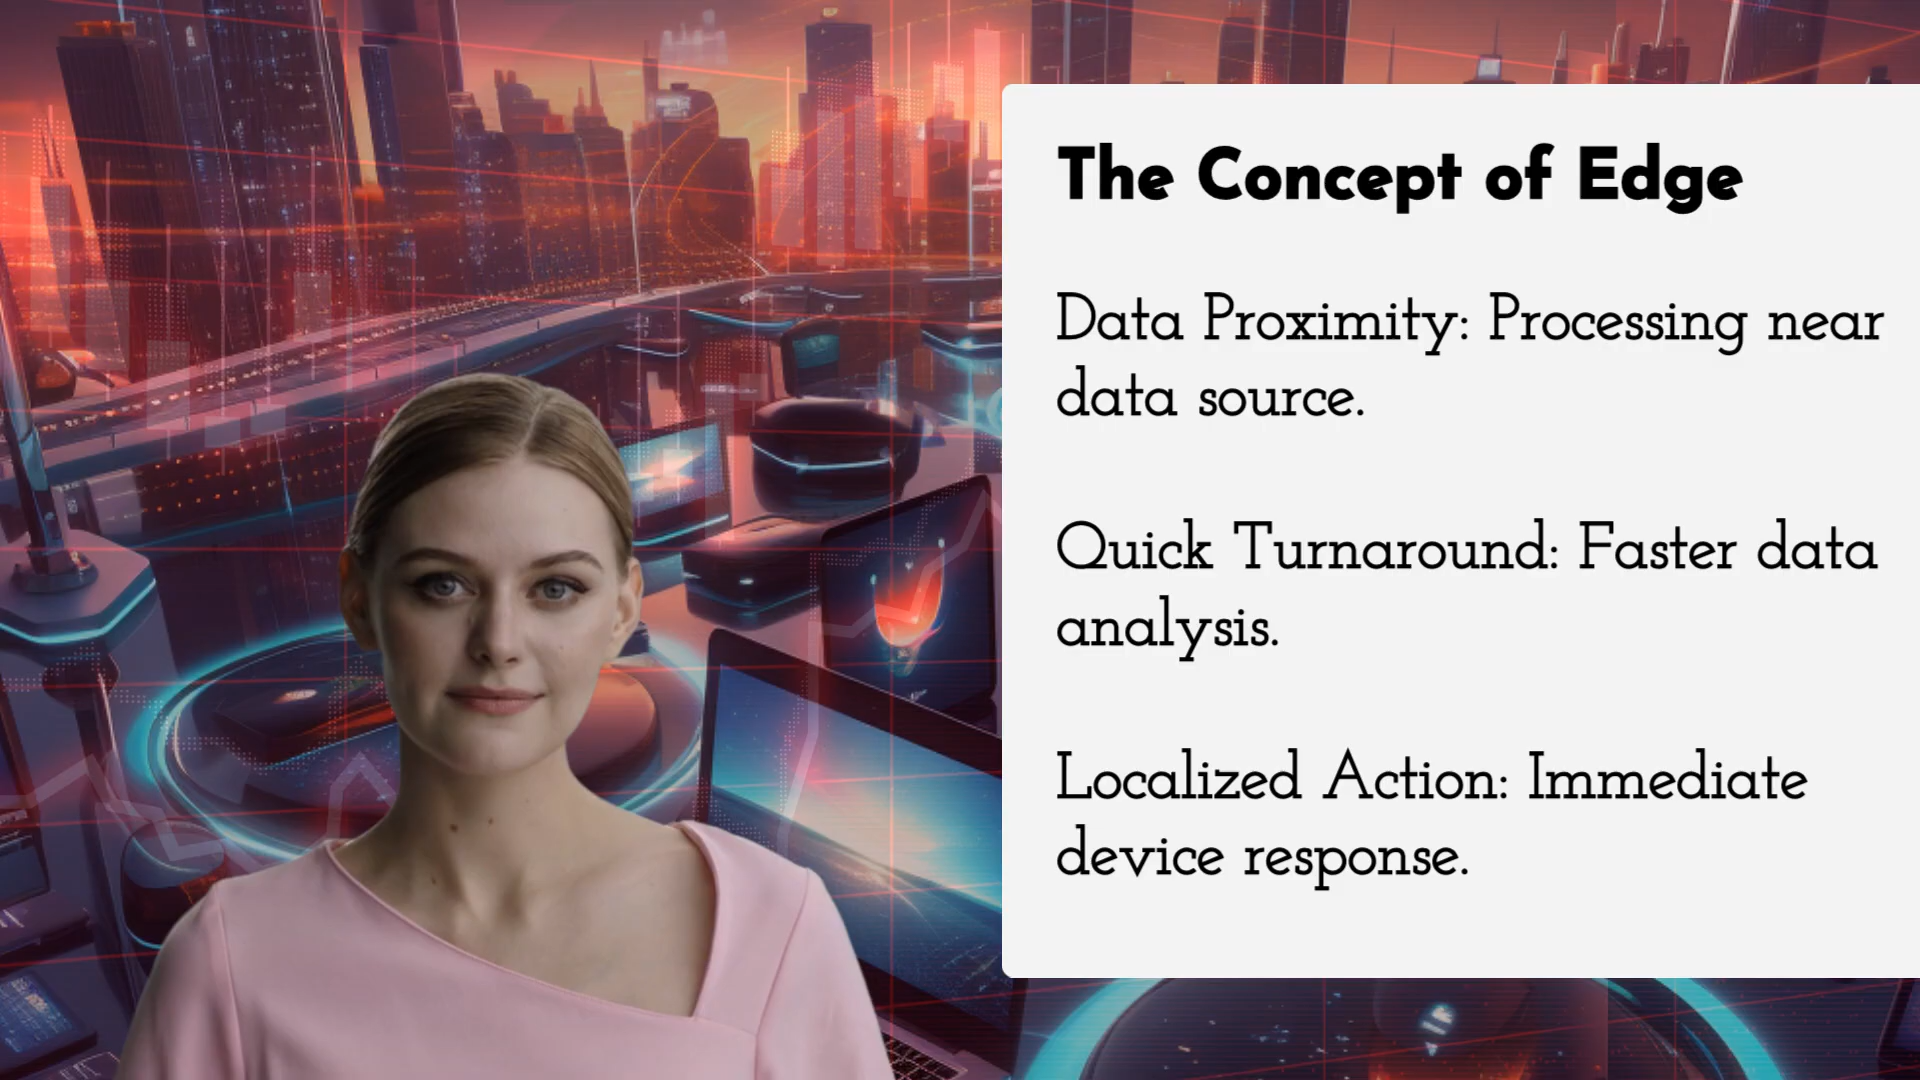 The Concept of Edge
Data Proximity: Processing near
data source.
Quick Turnaround: Faster data
analysis.
Localized Action: Immediate
device response.